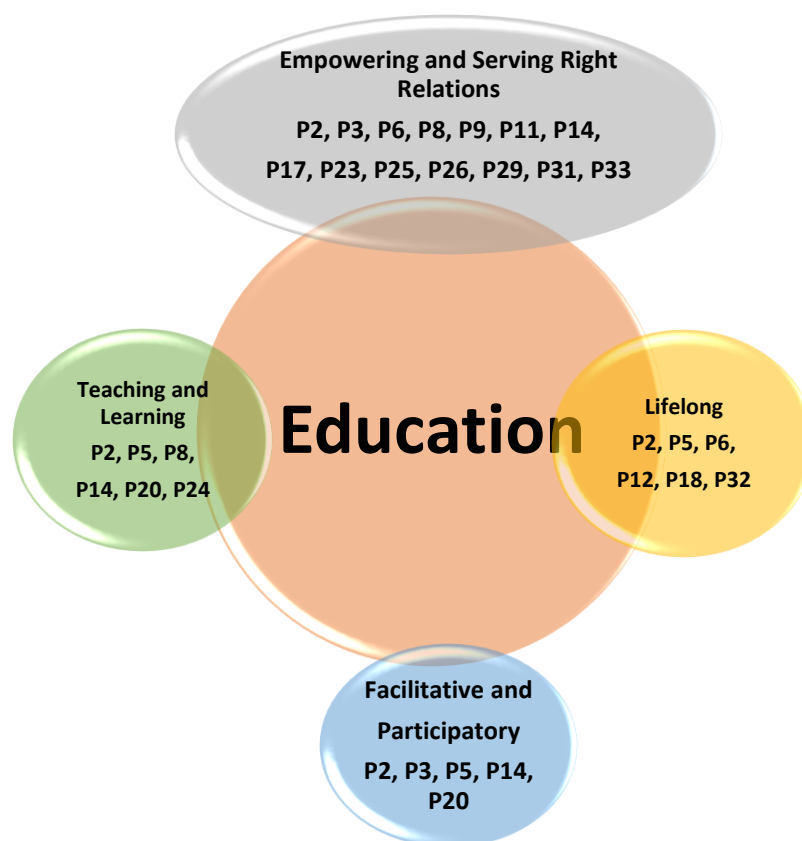 Empowering and Serving Right
Relations
P2, P3, P6, P8, P9, P11, P14,
P17, P23, P25, P26, P29, P31, P33
Teaching and
Learning
P2, P5, P8,
P14, P20, P24
Education
Lifelong
P2, P5, P6,
P12, P18, P32
Facilitative and
Participatory
P2, P3, P5, P14,
P20